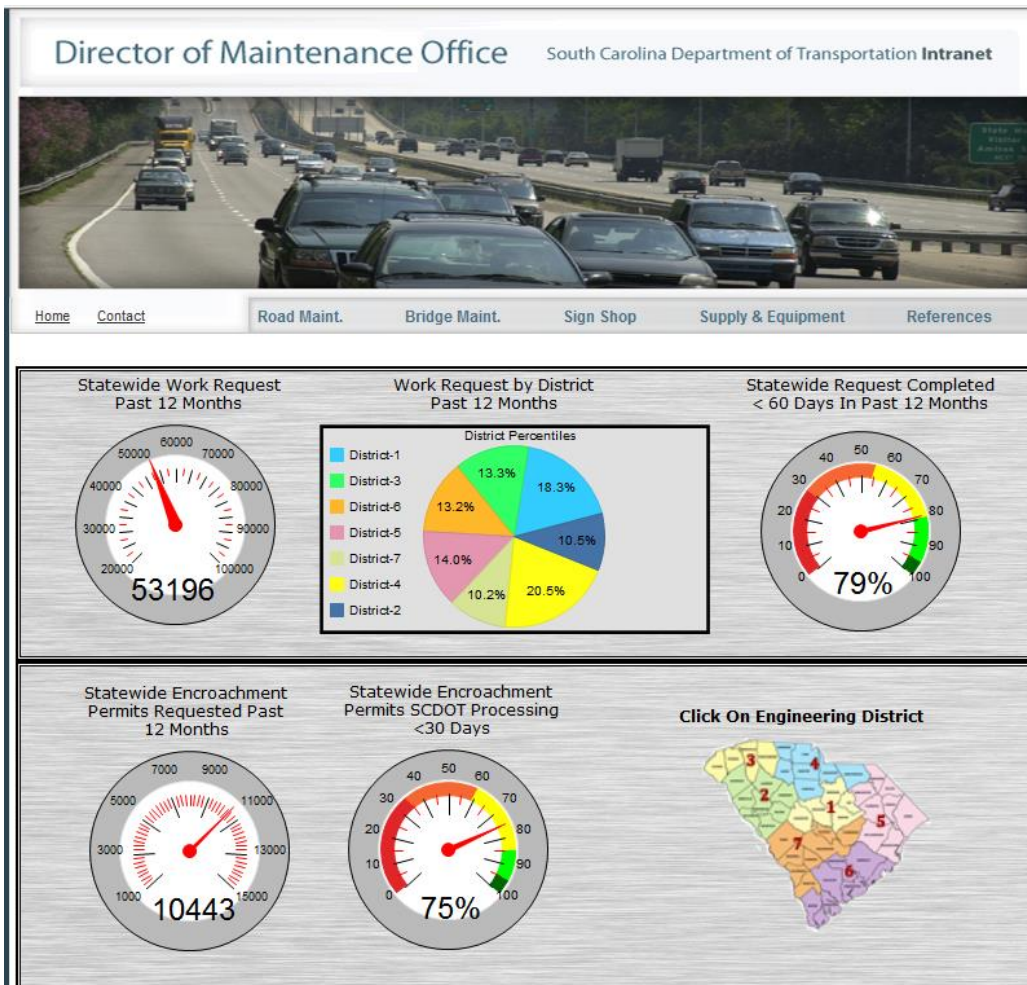 Director of Maintenance Office
South Carolina Department of Transportation Intranet
Home
Contact
Road Maint.
Bridge Maint.
Sign Shop
Supply & Equipment
References
Statewide Work Request
Past 12 Months
20000
30000
40000
50000
60000
70000
80000
90000
100000
53196
Work Request by District
Past 12 Months
District Percentiles
District-1
District-3
District-6
District-5
District-7
District-4
District-2
13.3%
18.3%
13.2%
10.5%
14.0%
10.2%
20.5%
Statewide Request Completed
< 60 Days In Past 12 Months
0
10
20
30
40
50
60
70
80
90
100
79%
Statewide Encroachment
Permits Requested Past
12 Months
1000
3000
5000
7000
9000
11000
13000
15000
10443
Statewide Encroachment
Permits SCDOT Processing
<30 Days
0
10
20
30
40
50
60
70
80
90
100
75%
Click On Engineering District
3
4
2
1
5
7
6